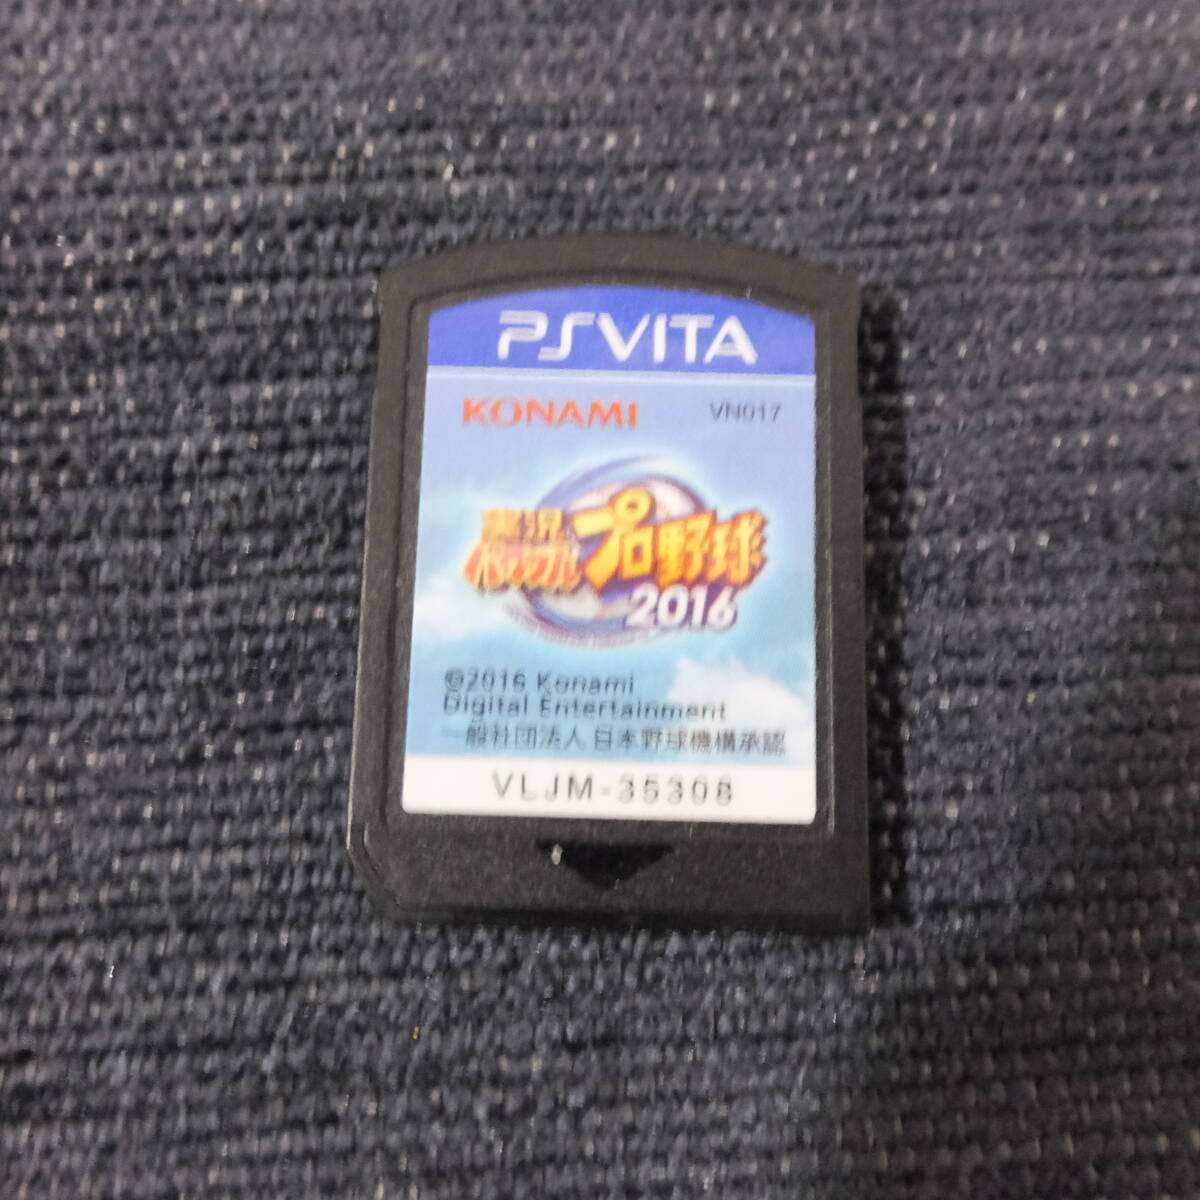 PSVITA
KONAMI VN017
実況
パワフル
プロ野球
2016
©2016 Konami
Digital Entertainment
一般社団法人 日本野球機構承認
VLJM-35308